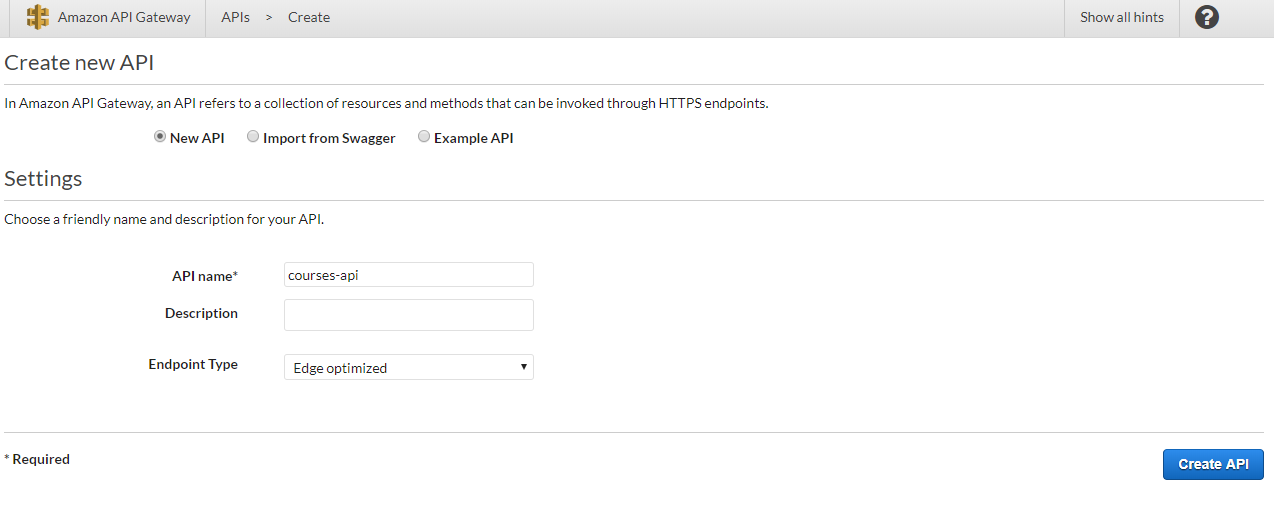 Amazon API Gateway APIs > Create Show all hints ?
Create new API
In Amazon API Gateway, an API refers to a collection of resources and methods that can be invoked through HTTPS endpoints.
New API Import from Swagger Example API
Settings
Choose a friendly name and description for your API.
API name* courses-api
Description
Endpoint Type Edge optimized
* Required Create API